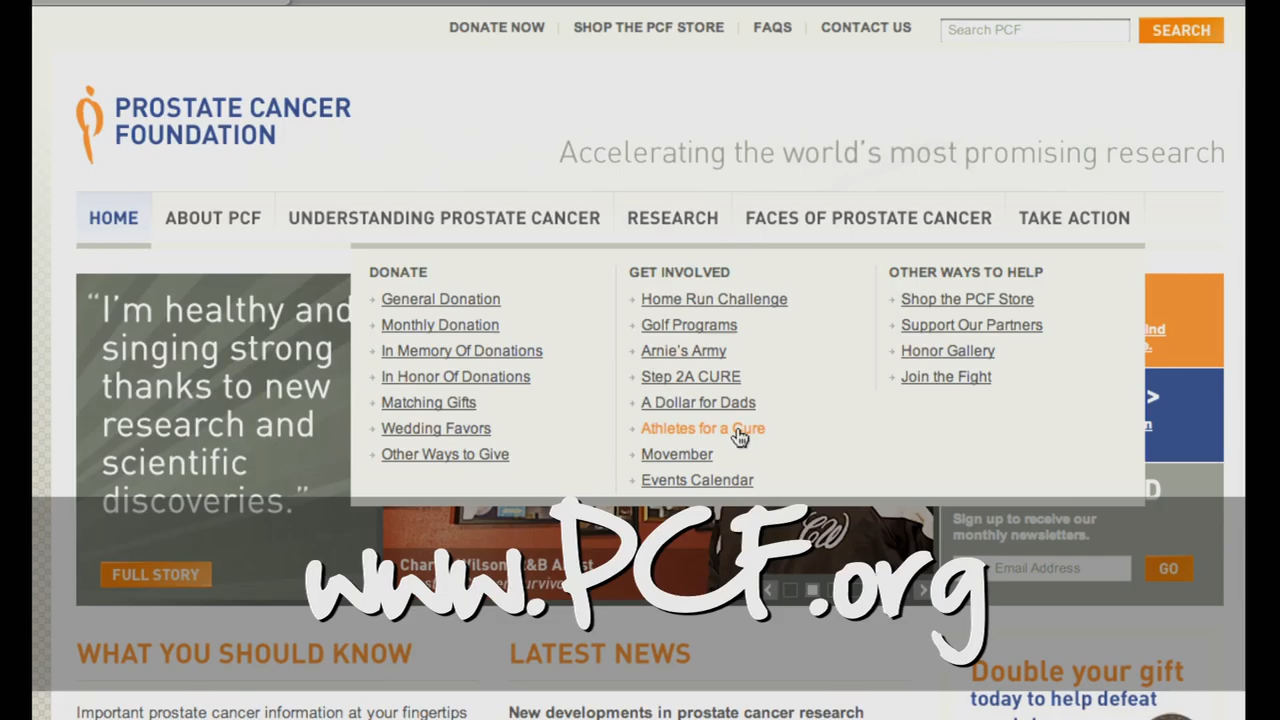 DONATE NOW
SHOP THE PCF STORE
FAQS
CONTACT US
Search PCF
SEARCH
PROSTATE CANCER
FOUNDATION
Accelerating the world's most promising research
HOME
ABOUT PCF
UNDERSTANDING PROSTATE CANCER
RESEARCH
FACES OF PROSTATE CANCER
TAKE ACTION
DONATE
General Donation
Monthly Donation
In Memory Of Donations
In Honor Of Donations
Matching Gifts
Wedding Favors
Other Ways to Give
GET INVOLVED
Home Run Challenge
Golf Programs
Arnie's Army
Step 2A CURE
A Dollar for Dads
Athletes for a Cure
Movember
Events Calendar
OTHER WAYS TO HELP
Shop the PCF Store
Support Our Partners
Honor Gallery
Join the Fight
"I'm healthy and
singing strong
thanks to new
research and
scientific
discoveries."
FULL STORY
CW
Sign up to receive our
monthly newsletters.
Email Address
GO
www.PCF.org
WHAT YOU SHOULD KNOW
Important prostate cancer information at your fingertips
LATEST NEWS
New developments in prostate cancer research
Double your gift
today to help defeat